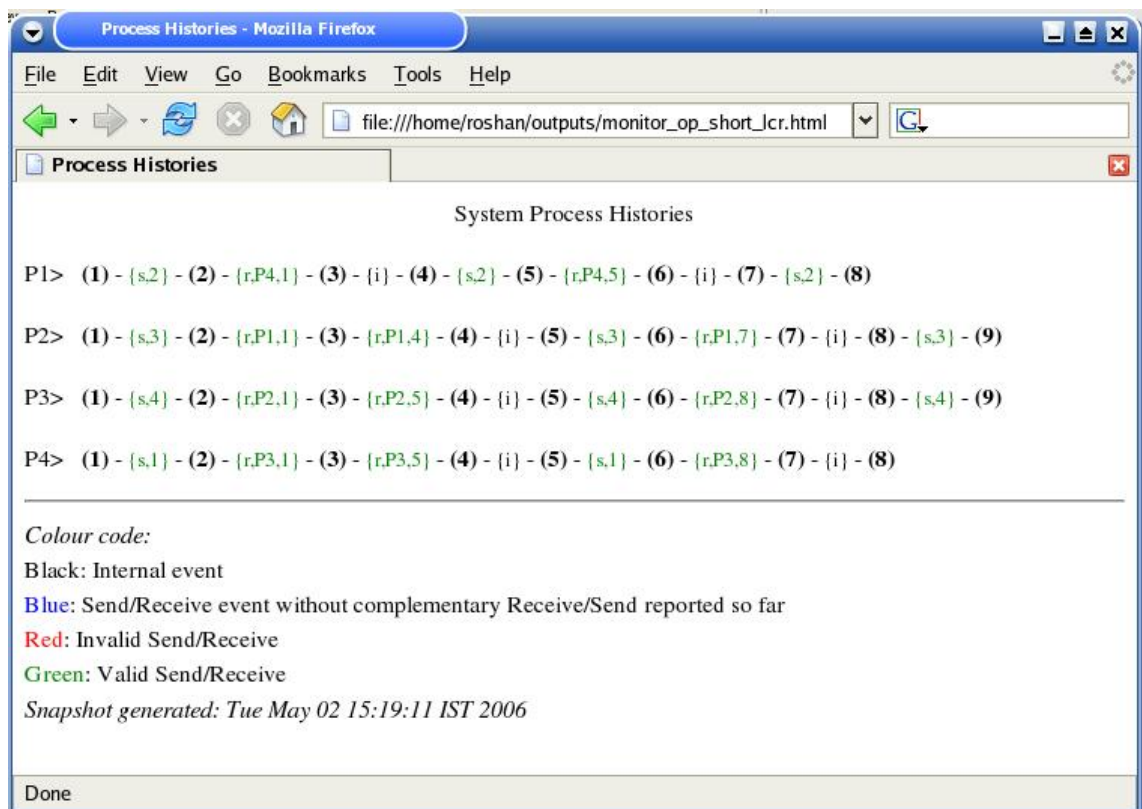 Process Histories - Mozilla Firefox
File Edit View Go Bookmarks Tools Help
file:///home/roshan/outputs/monitor_op_short_lcr.html
G
Process Histories
System Process Histories
P1> (1) - {s,2} - (2) - {r,P4,1} - (3) - {i} - (4) - {s,2} - (5) - {r,P4,5} - (6) - {i} - (7) - {s,2} - (8)
P2> (1) - {s,3} - (2) - {r,P1,1} - (3) - {r,P1,4} - (4) - {i} - (5) - {s,3} - (6) - {r,P1,7} - (7) - {i} - (8) - {s,3} - (9)
P3> (1) - {s,4} - (2) - {r,P2,1} - (3) - {r,P2,5} - (4) - {i} - (5) - {s,4} - (6) - {r,P2,8} - (7) - {i} - (8) - {s,4} - (9)
P4> (1) - {s,1} - (2) - {r,P3,1} - (3) - {r,P3,5} - (4) - {i} - (5) - {s,1} - (6) - {r,P3,8} - (7) - {i} - (8)
Colour code:
Black: Internal event
Blue: Send/Receive event without complementary Receive/Send reported so far
Red: Invalid Send/Receive
Green: Valid Send/Receive
Snapshot generated: Tue May 02 15:19:11 IST 2006
Done